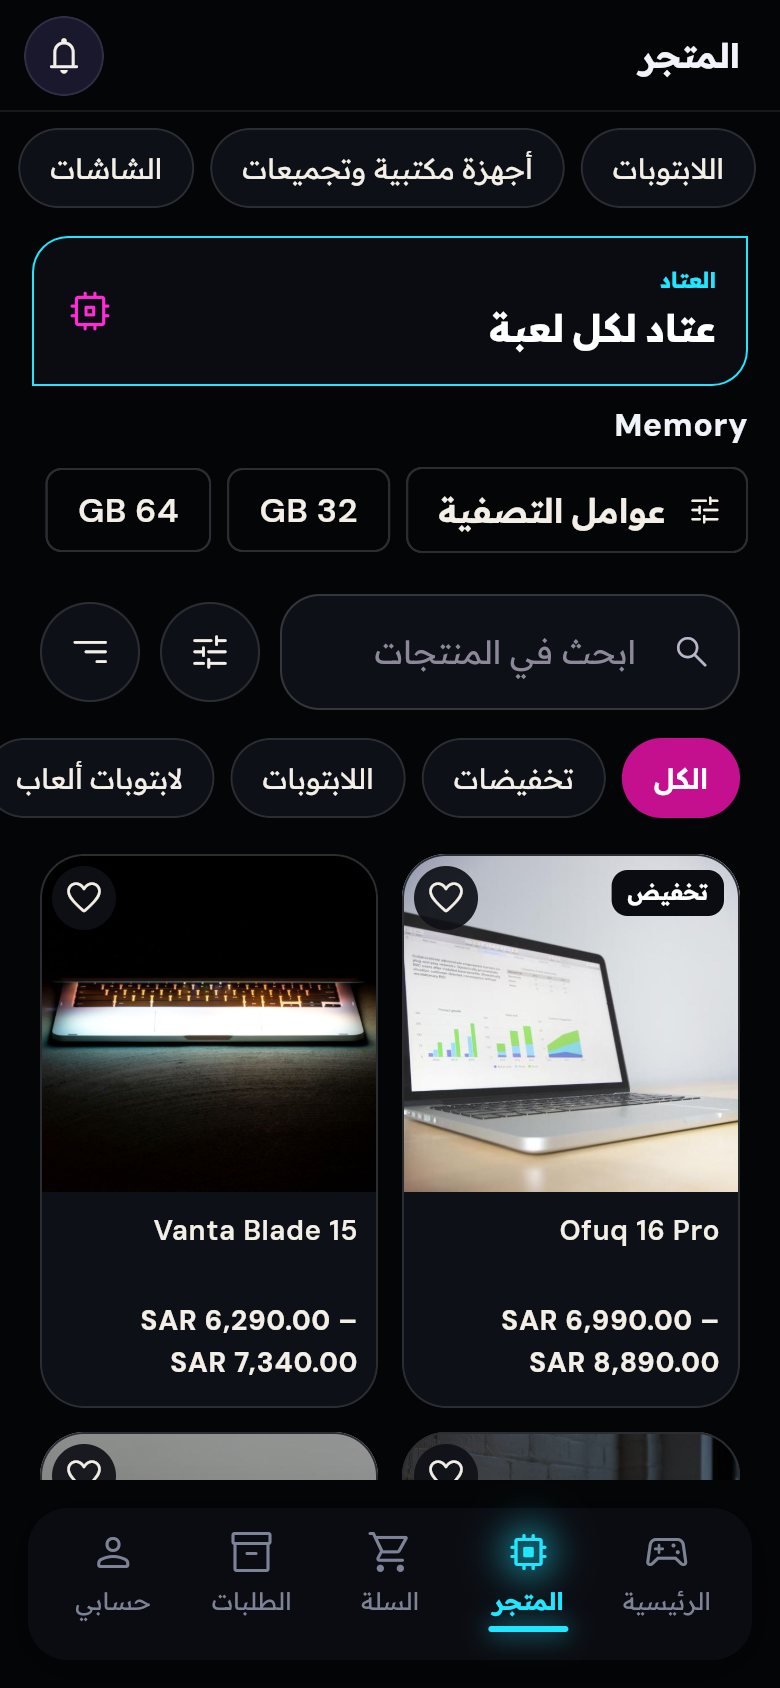 المتجر
اللابتوبات
أجهزة مكتبية وتجميعات
الشاشات
العتاد
عتاد لكل لعبة
Memory
عوامل التصفية
GB 32
GB 64
ابحث في المنتجات
الكل
تخفيضات
اللابتوبات
لابتوبات ألعاب
تخفيض
Ofuq 16 Pro
SAR 6,990.00 –
SAR 8,890.00
Vanta Blade 15
SAR 6,290.00 –
SAR 7,340.00
الرئيسية
المتجر
السلة
الطلبات
حسابي